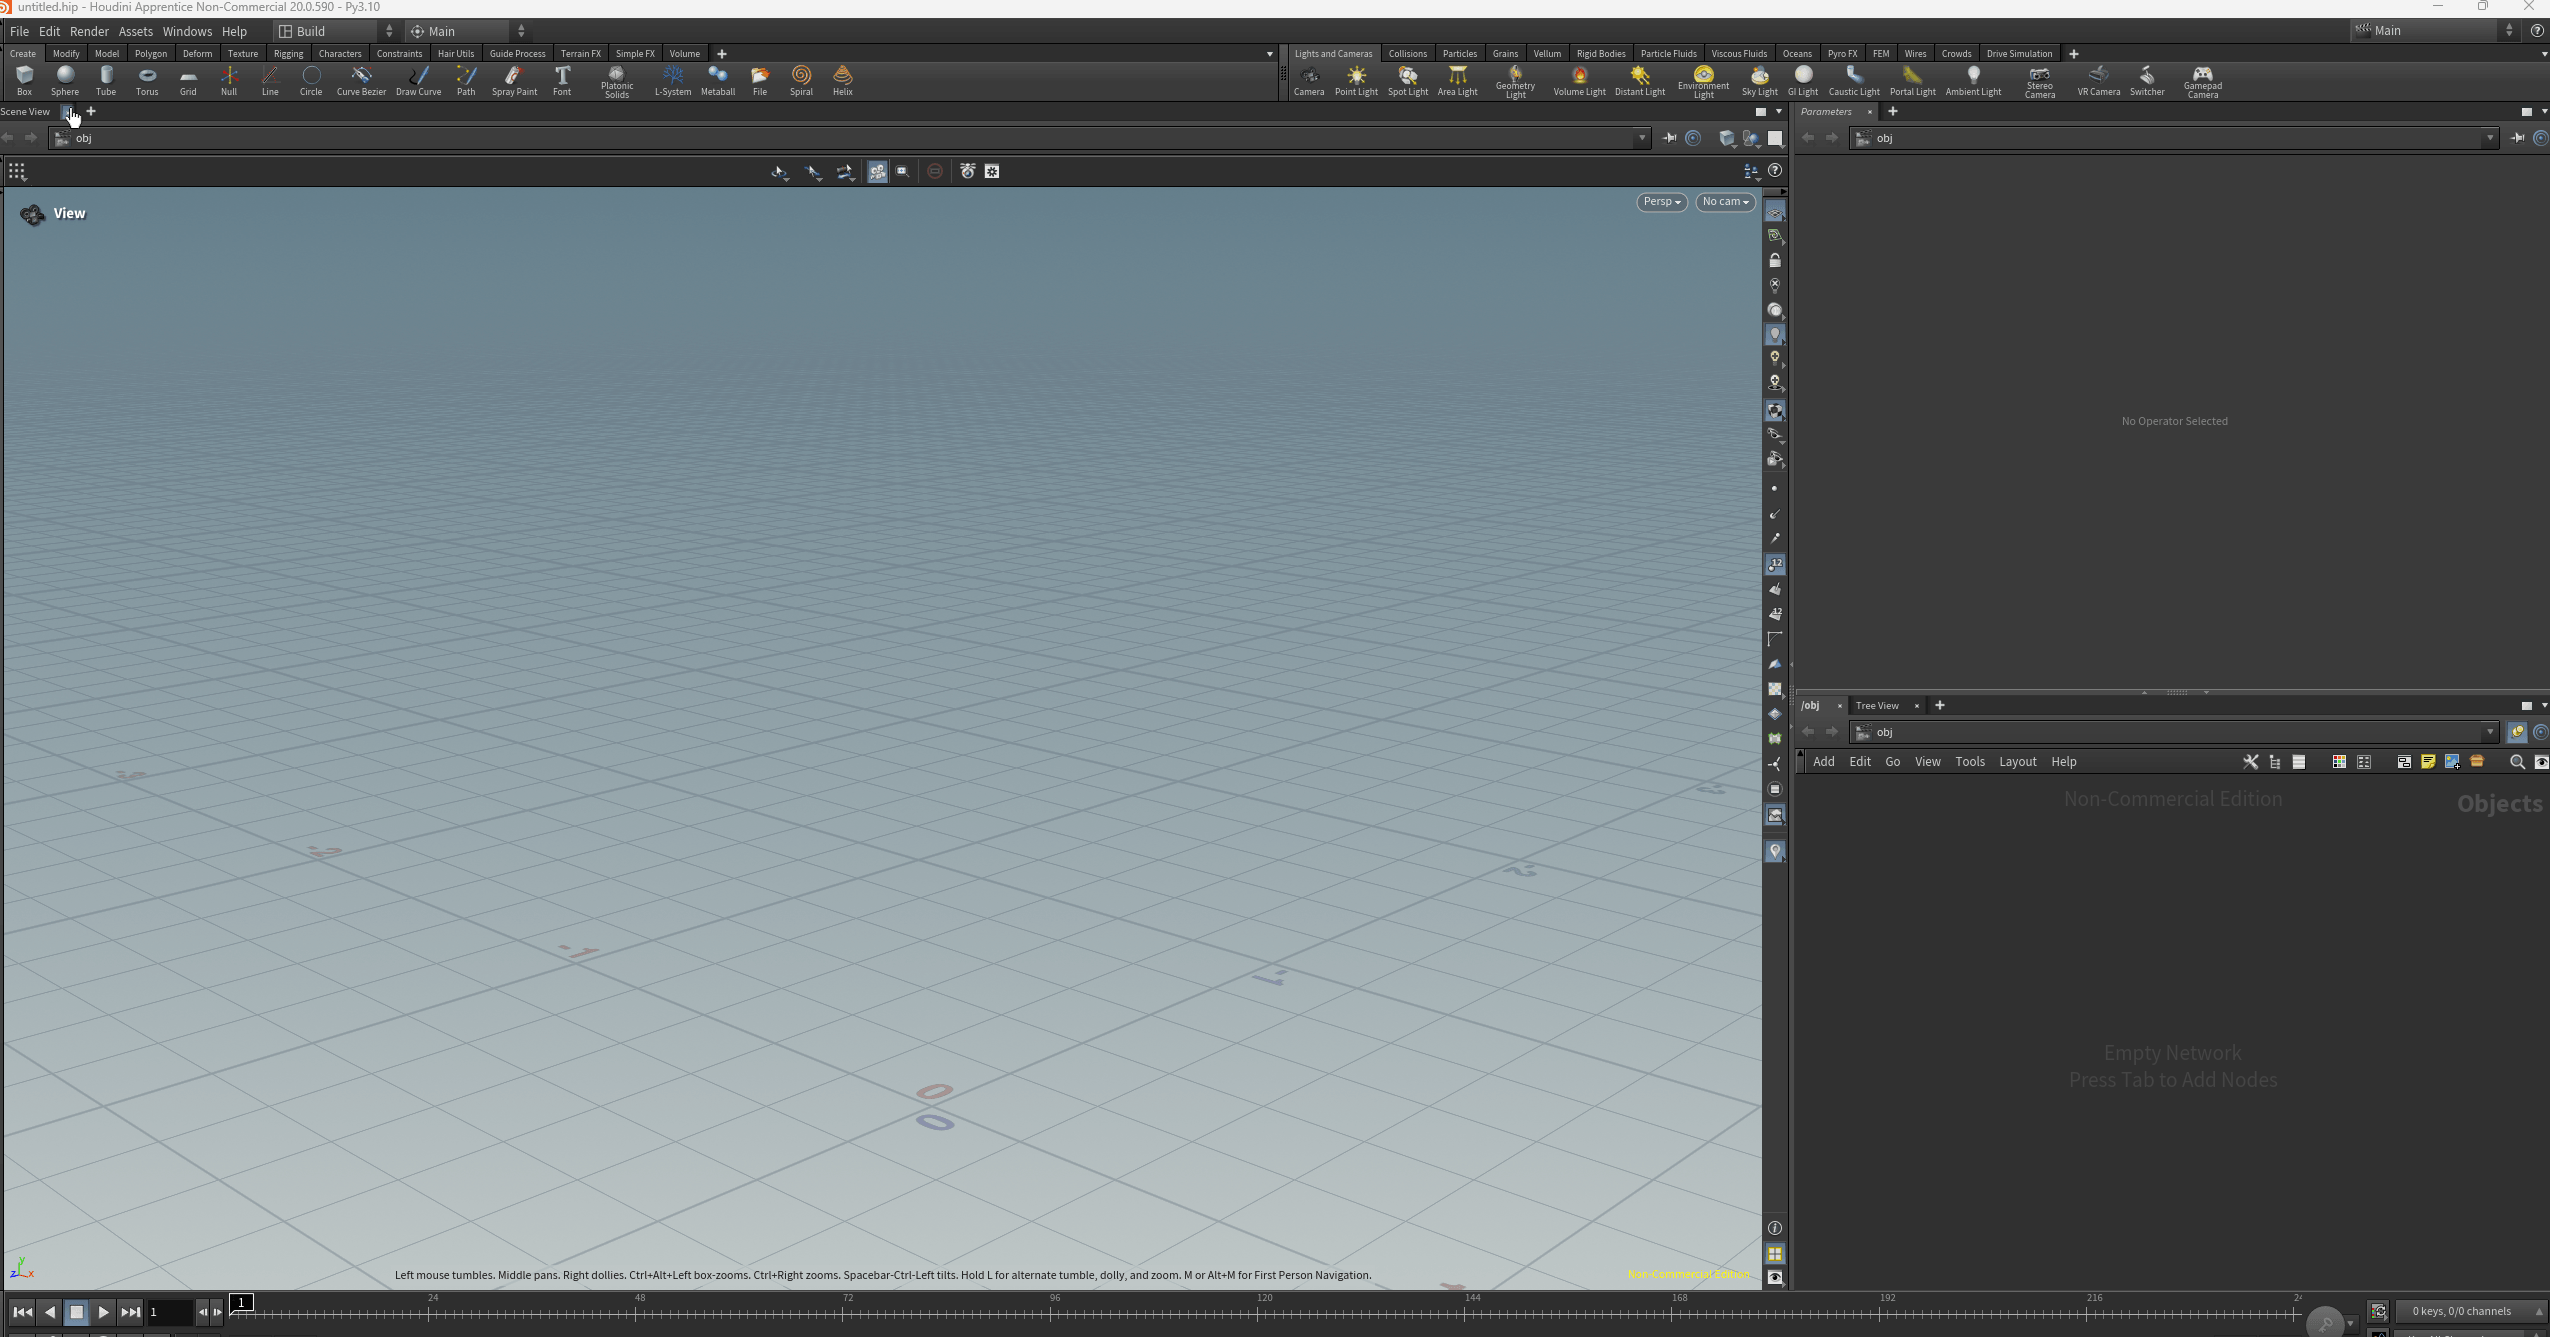 untitled.hip - Houdini Apprentice Non-Commercial 20.0.590 - Py3.10
File Edit Render Assets Windows Help Build Main Main
Create Modify Model Polygon Deform Texture Rigging Characters Constraints Hair Utils Guide Process Terrain FX Simple FX Volume
Lights and Cameras Collisions Particles Grains Vellum Rigid Bodies Particle Fluids Viscous Fluids Oceans Pyro FX FEM Wires Crowds Drive Simulation
Box Sphere Tube Torus Grid Null Line Circle Curve Bezier Draw Curve Path Spray Paint Font Platonic Solids L-System Metaball File Spiral Helix
Camera Point Light Spot Light Area Light Geometry Light Volume Light Distant Light Environment Light Sky Light GI Light Caustic Light Portal Light Ambient Light Stereo Camera VR Camera Switcher Gamepad Camera
Scene View
Parameters
obj
obj
View
Persp
No cam
No Operator Selected
12
12
/obj Tree View
obj
Add Edit Go View Tools Layout Help
Non-Commercial Edition
Objects
Empty Network
Press Tab to Add Nodes
-2
-1
-1
0
0
Left mouse tumbles. Middle pans. Right dollies. Ctrl+Alt+Left box-zooms. Ctrl+Right zooms. Spacebar-Ctrl-Left tilts. Hold L for alternate tumble, dolly, and zoom. M or Alt+M for First Person Navigation.
Non-Commercial Edition
y
z x
1
1
24 48 72 96 120 144 168 192 216
0 keys, 0/0 channels